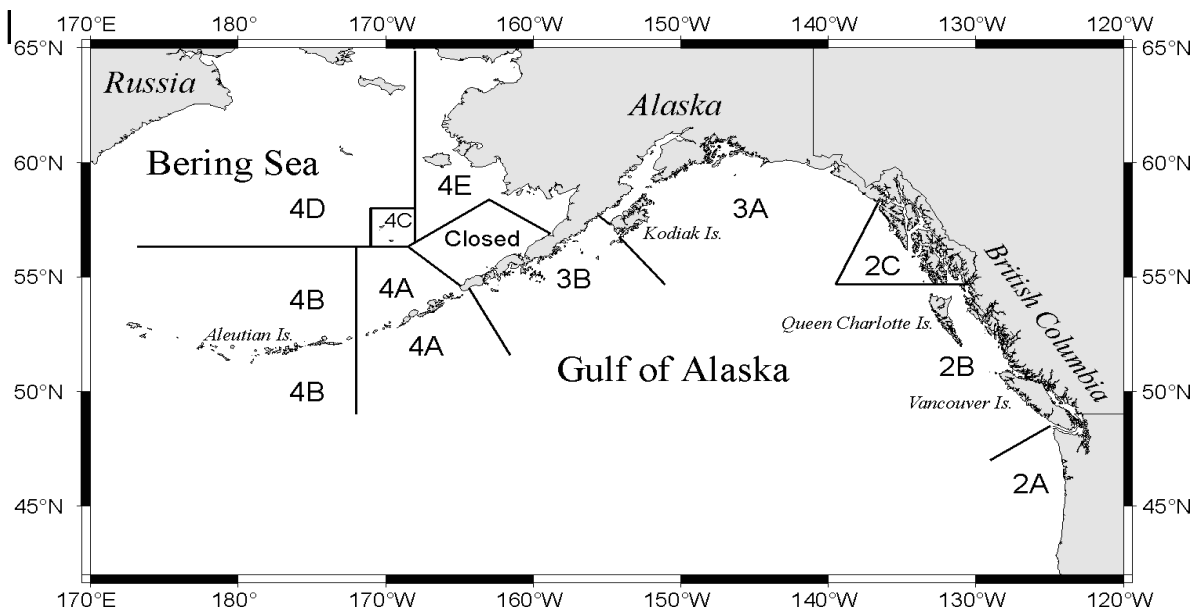 170°E 180° 170°W 160°W 150°W 140°W 130°W 120°W
65°N 65°N
Russia
Alaska
60°N 60°N
Bering Sea
4E
4D 4C 3A
Closed
Kodiak Is.
British Columbia
55°N 55°N
2C
3B
4B 4A
Queen Charlotte Is.
Aleutian Is.
4A
2B
Gulf of Alaska
50°N 50°N
4B
Vancouver Is.
2A
45°N 45°N
170°E 180° 170°W 160°W 150°W 140°W 130°W 120°W